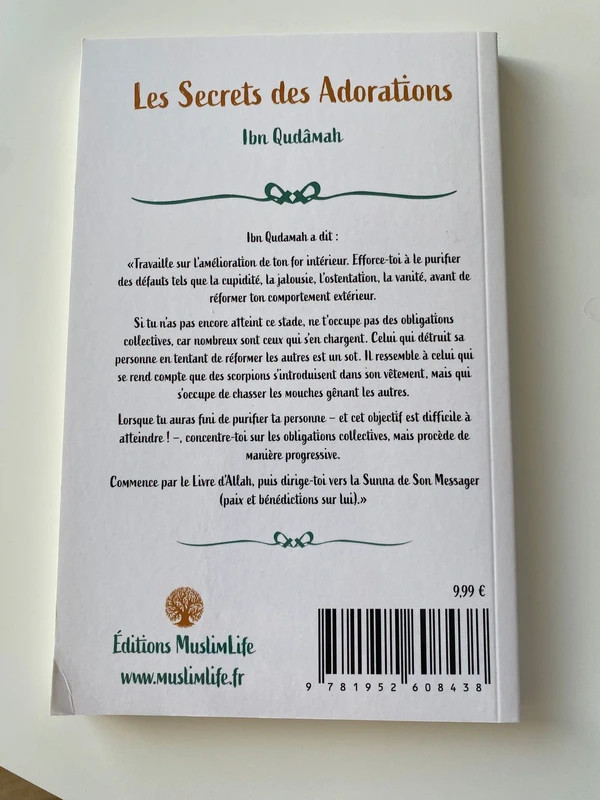 Les Secrets des Adorations
Ibn Qudâmah
Ibn Qudamah a dit :
«Travaille sur l'amélioration de ton for intérieur. Efforce-toi à le purifier
des défauts tels que la cupidité, la jalousie, l'ostentation, la vanité, avant de
réformer ton comportement extérieur.
Si tu n'as pas encore atteint ce stade, ne t'occupe pas des obligations
collectives, car nombreux sont ceux qui s'en chargent. Celui qui détruit sa
personne en tentant de réformer les autres est un sot. Il ressemble à celui qui
se rend compte que des scorpions s'introduisent dans son vêtement, mais qui
s'occupe de chasser les mouches gênant les autres.
Lorsque tu auras fini de purifier ta personne – et cet objectif est difficile à
atteindre ! –, concentre-toi sur les obligations collectives, mais procède de
manière progressive.
Commence par le Livre d'Allah, puis dirige-toi vers la Sunna de Son Messager
(paix et bénédictions sur lui).»
9,99 €
Éditions MuslimLife
www.muslimlife.fr
9 781952 608438